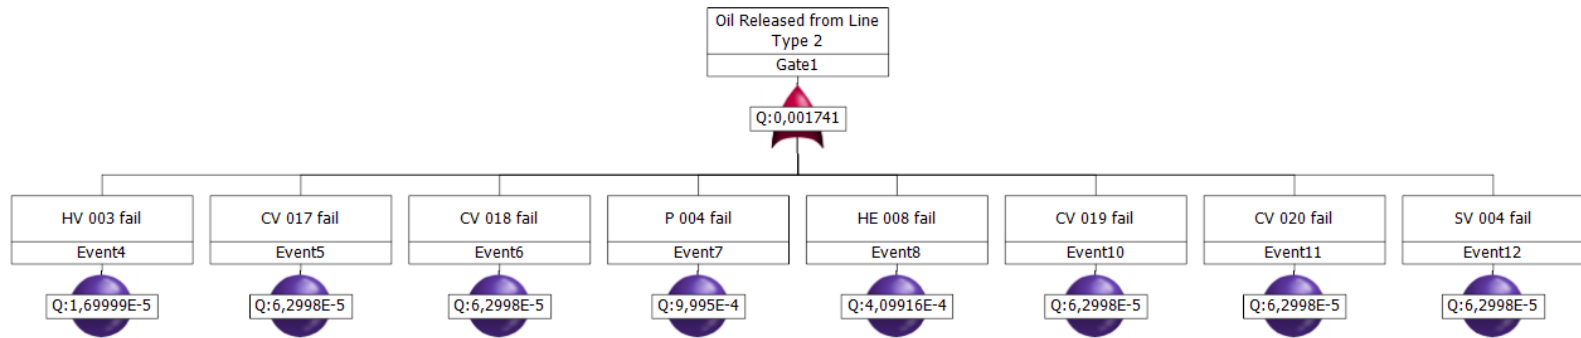 Oil Released from Line
Type 2
Gate1
Q:0,001741
HV 003 fail
Event4
Q:1,69999E-5
CV 017 fail
Event5
Q:6,2998E-5
CV 018 fail
Event6
Q:6,2998E-5
P 004 fail
Event7
Q:9,995E-4
HE 008 fail
Event8
Q:4,09916E-4
CV 019 fail
Event10
Q:6,2998E-5
CV 020 fail
Event11
Q:6,2998E-5
SV 004 fail
Event12
Q:6,2998E-5